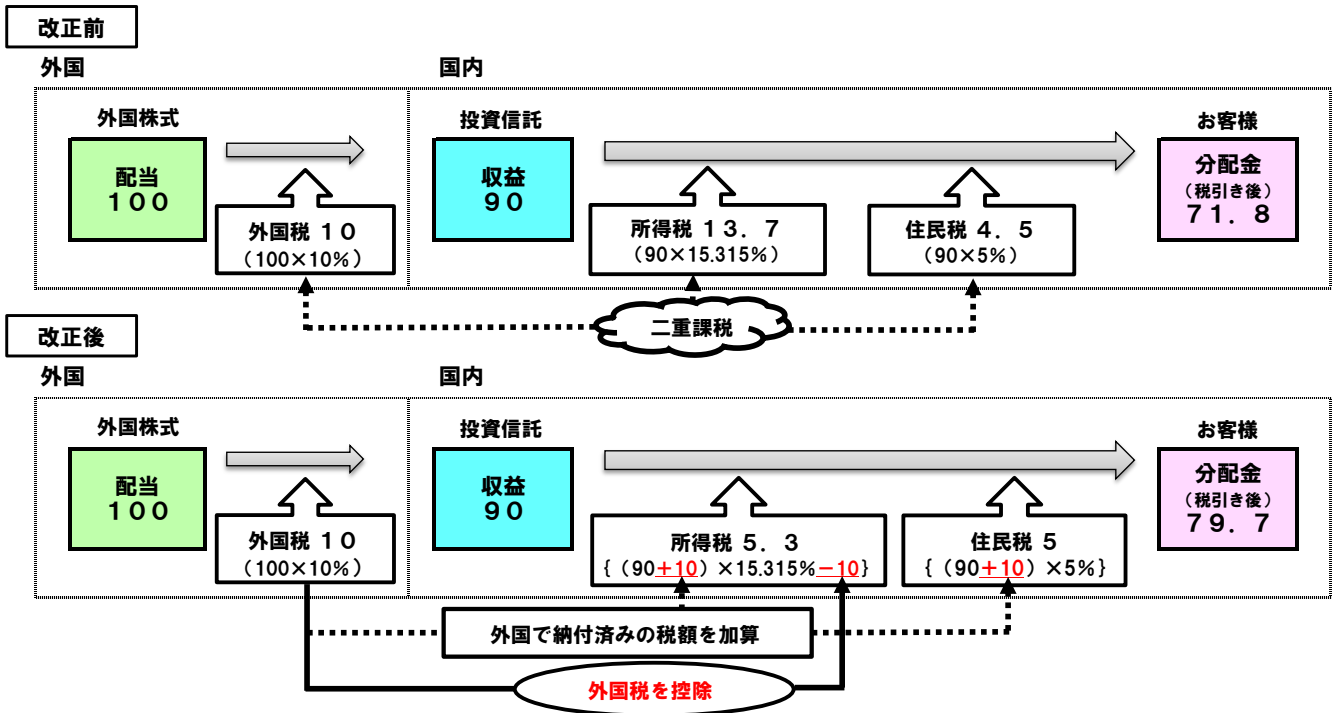 改正前
外国
国内
外国株式
投資信託
お客様
配当
１００
収益
９０
分配金
（税引き後）
７１．８
外国税 １０
（100×10%）
所得税 １３．７
（90×15.315%）
住民税 ４．５
（90×5%）
二重課税
改正後
外国
国内
外国株式
投資信託
お客様
配当
１００
収益
９０
分配金
（税引き後）
７９．７
外国税 １０
（100×10%）
所得税 ５．３
{（90＋10）×15.315%－10}
住民税 ５
{（90＋10）×5%}
外国で納付済みの税額を加算
外国税を控除